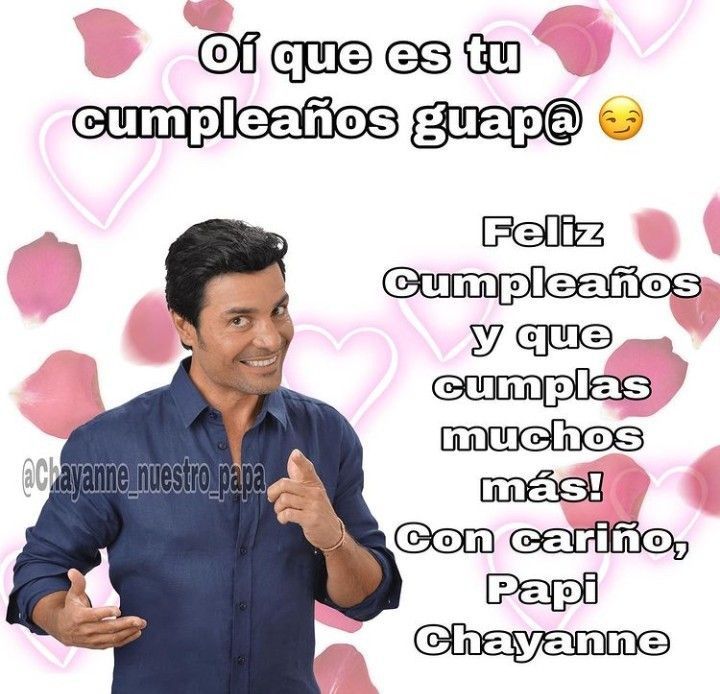 Oí que es tu
cumpleaños guap@ 😏
Feliz
Cumpleaños
y que
cumplas
muchos
más!
@Chayanne_nuestro_papa
Con cariño,
Papi
Chayanne